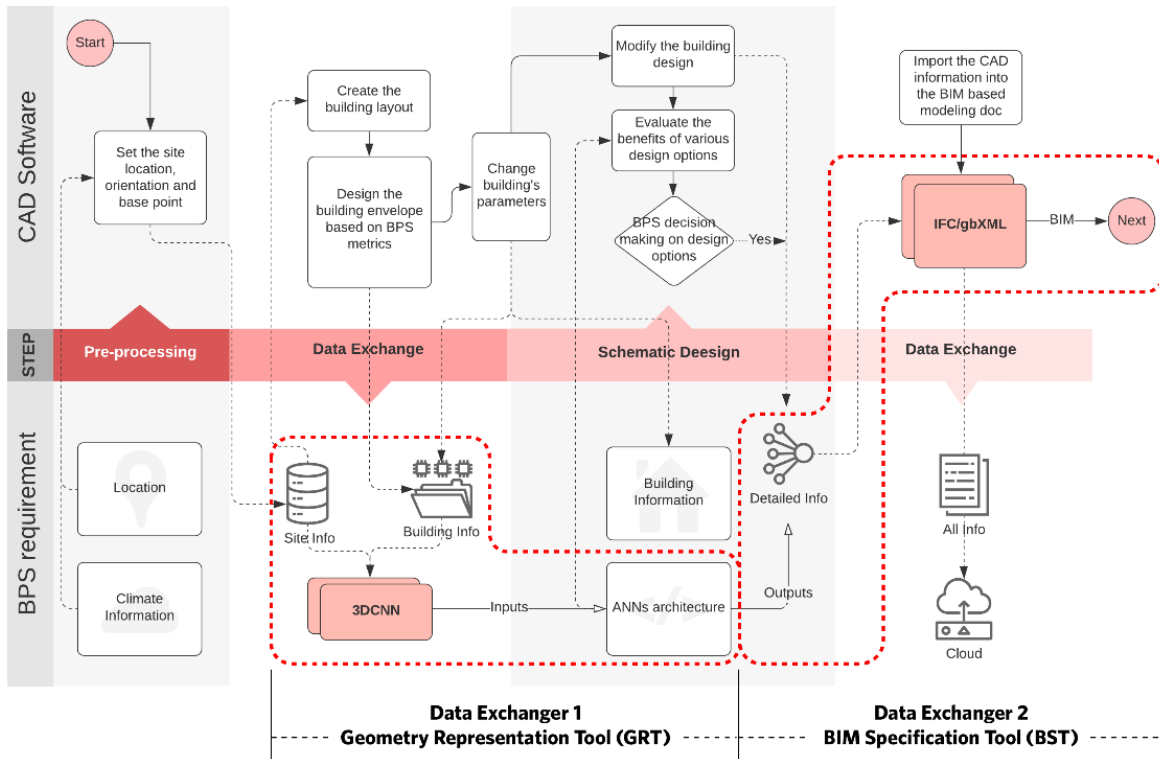 CAD Software
Start
Set the site
location,
orientation and
base point
Create the
building layout
Design the
building envelope
based on BPS
metrics
Change
building's
parameters
Modify the building
design
Evaluate the
benefits of various
design options
BPS decision
making on design
options
Yes
Import the CAD
information into
the BIM based
modeling doc
IFC/gbXML
BIM
Next
STEP
Pre-processing
Data Exchange
Schematic Deesign
Data Exchange
BPS requirement
Location
Climate
Information
Site Info
Building Info
3DCNN
Inputs
Building
Information
ANNs architecture
Outputs
Detailed Info
All Info
Cloud
Data Exchanger 1
Geometry Representation Tool (GRT)
Data Exchanger 2
BIM Specification Tool (BST)